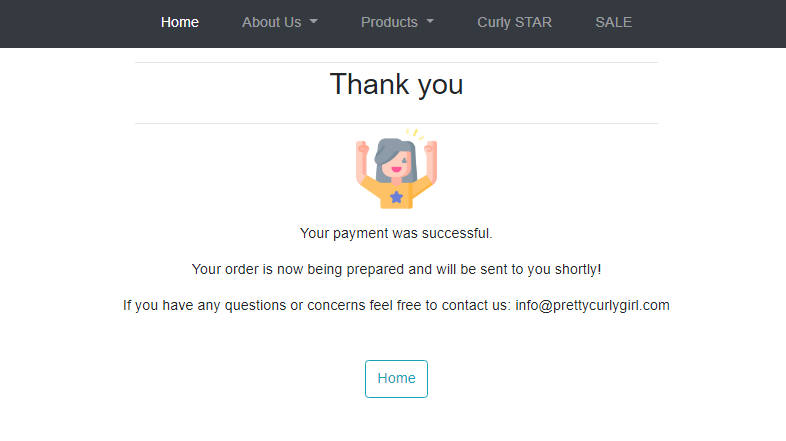 Home About Us Products Curly STAR SALE
Thank you
Your payment was successful.
Your order is now being prepared and will be sent to you shortly!
If you have any questions or concerns feel free to contact us: info@prettycurlygirl.com
Home